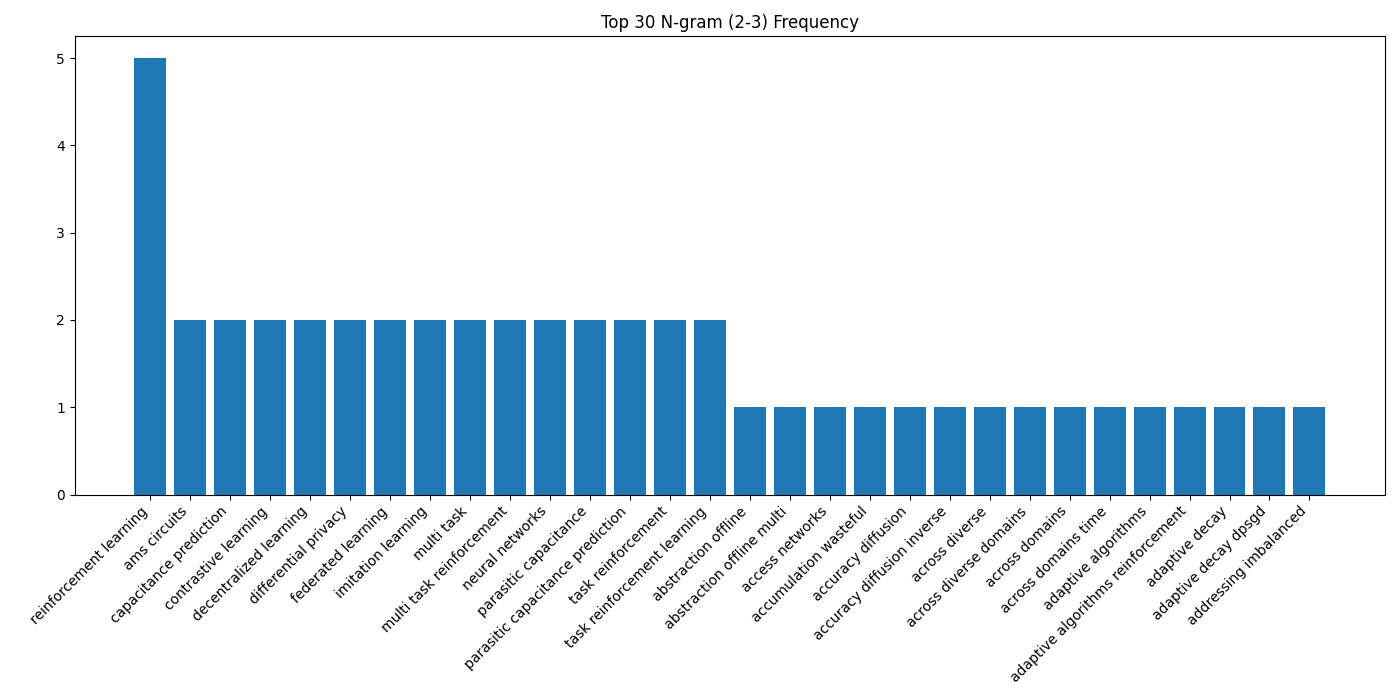 Top 30 N-gram (2-3) Frequency
5
4
3
2
1
0
reinforcement learning
ams circuits
capacitance prediction
contrastive learning
decentralized learning
differential privacy
federated learning
imitation learning
multi task
multi task reinforcement
neural networks
parasitic capacitance
parasitic capacitance prediction
task reinforcement
task reinforcement learning
abstraction offline
abstraction offline multi
access networks
accumulation wasteful
accuracy diffusion
accuracy diffusion inverse
across diverse
across diverse domains
across domains
across domains time
adaptive algorithms
adaptive algorithms reinforcement
adaptive decay
adaptive decay dpsgd
addressing imbalanced